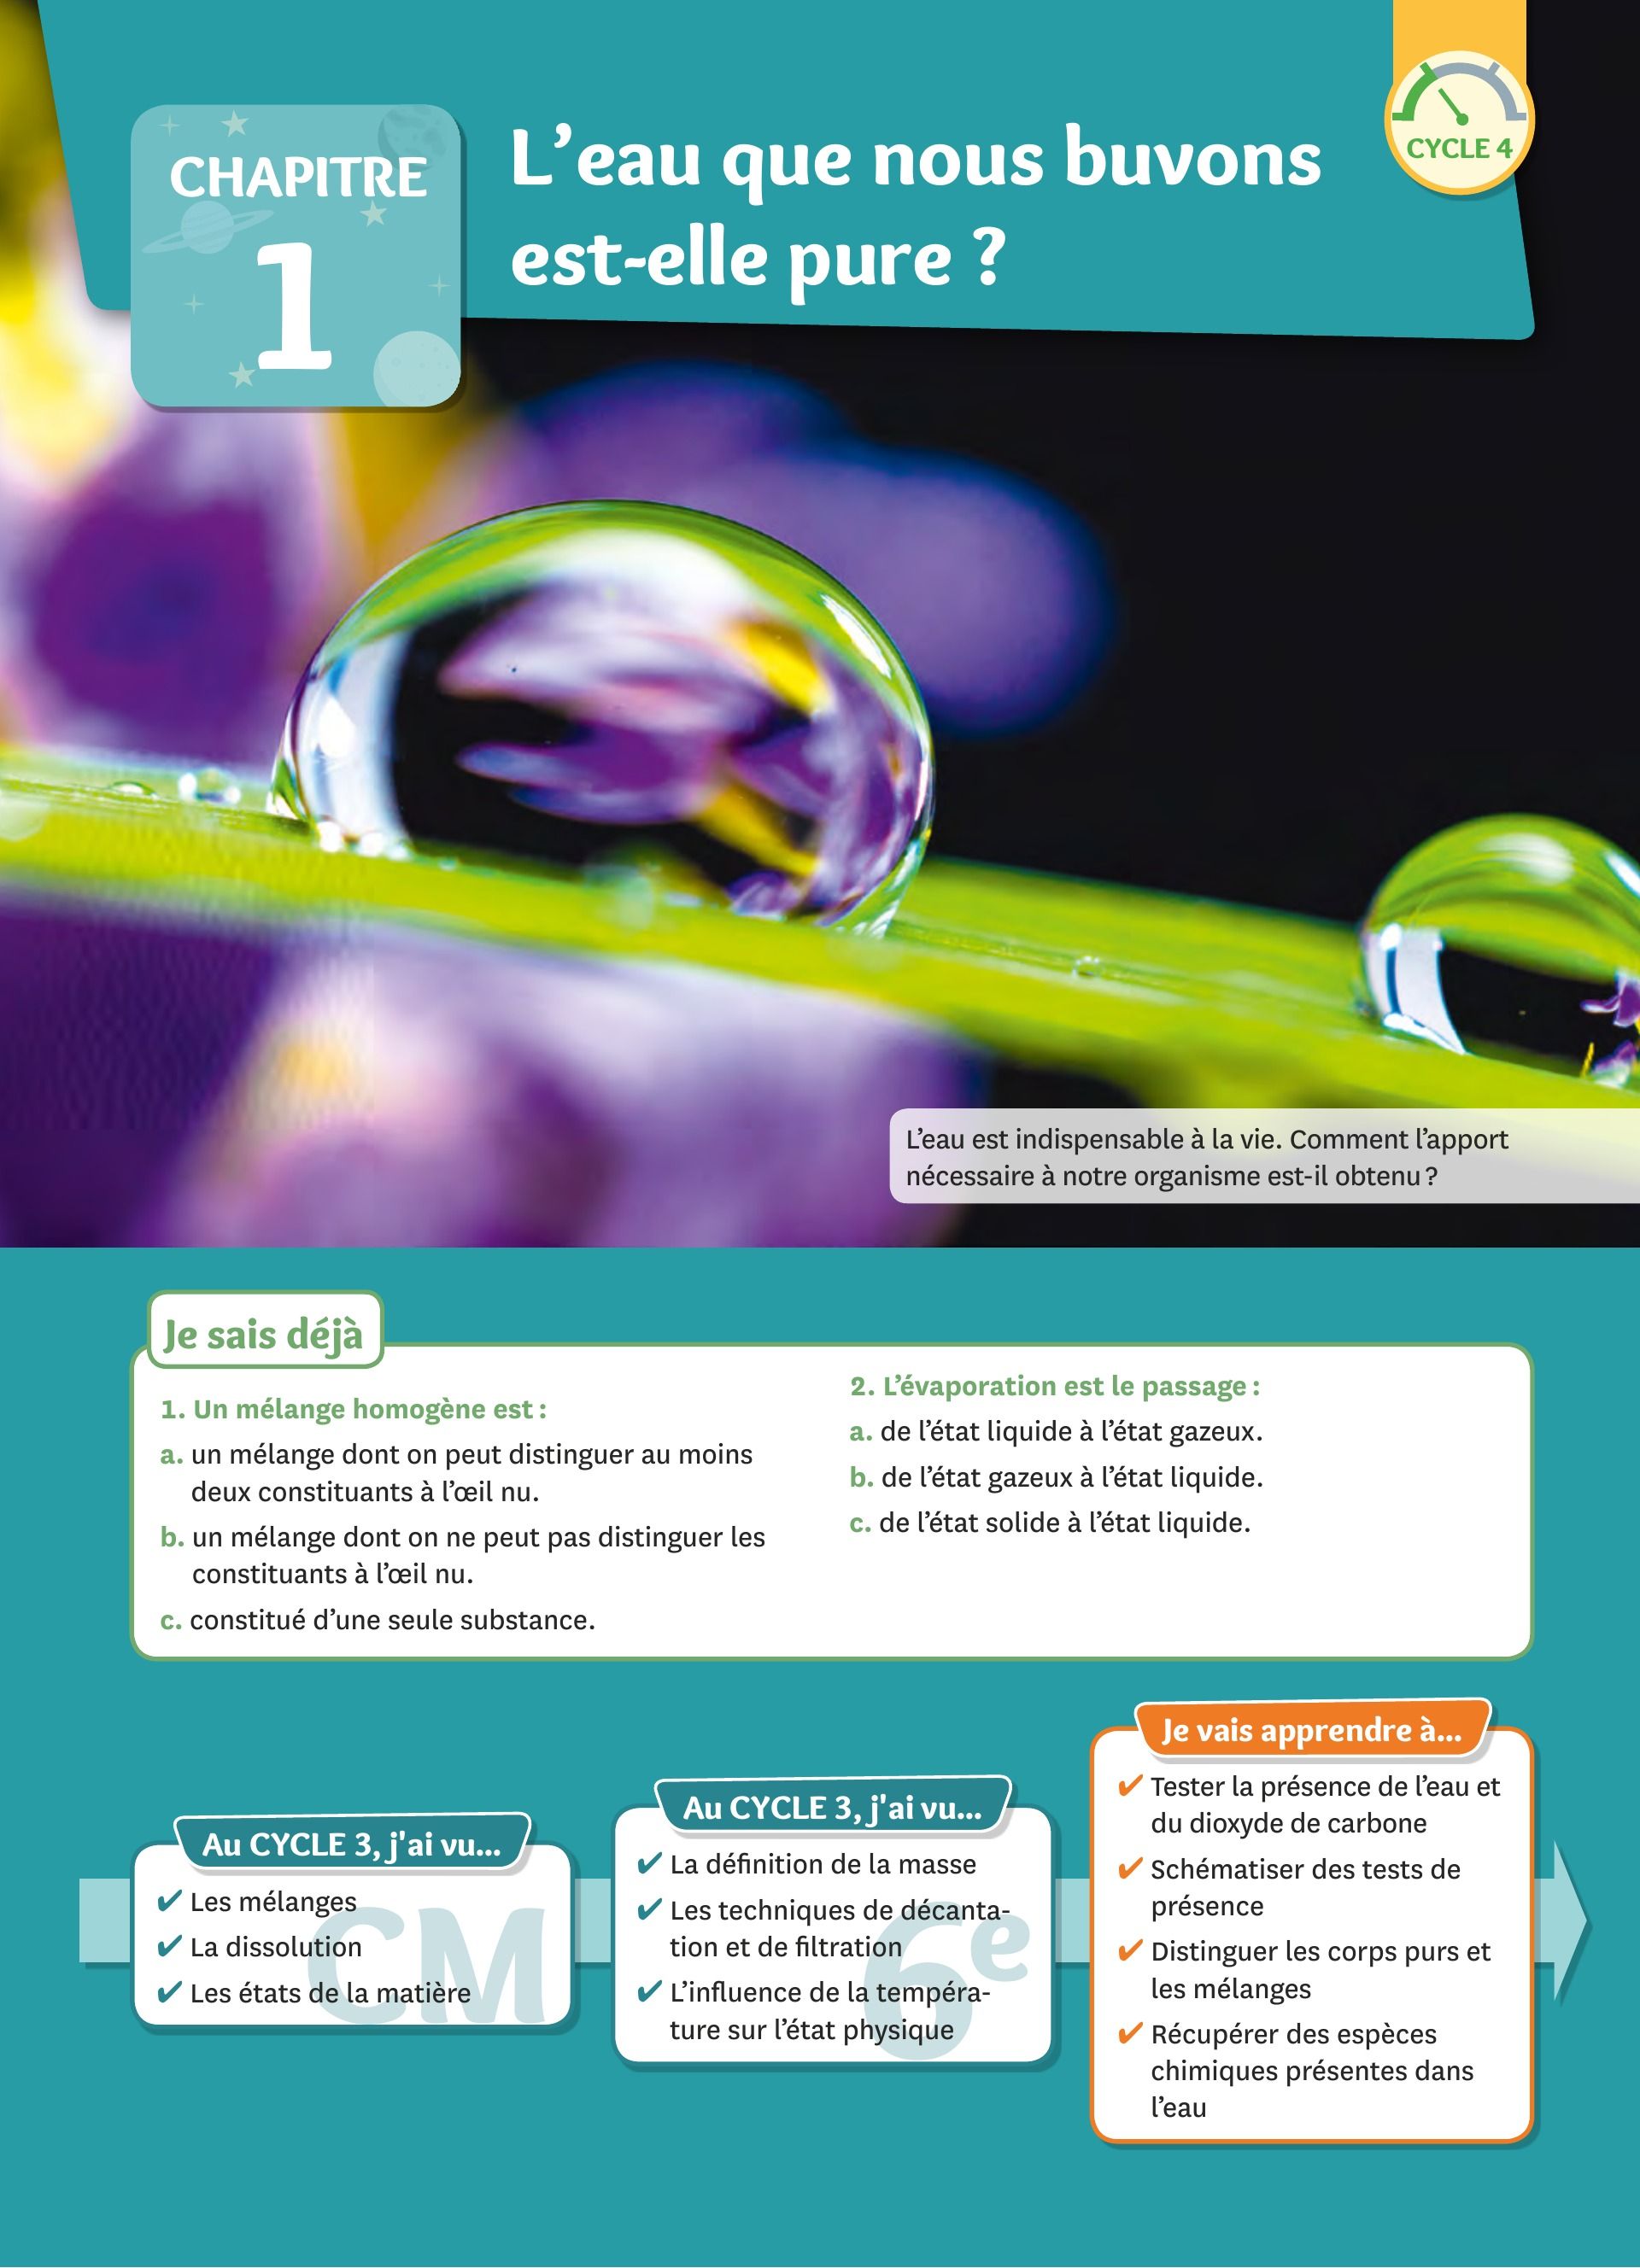 CHAPITRE
1
L’eau que nous buvons
est-elle pure ?
CYCLE 4
L’eau est indispensable à la vie. Comment l’apport
nécessaire à notre organisme est-il obtenu ?
Je sais déjà
1. Un mélange homogène est :
a. un mélange dont on peut distinguer au moins
deux constituants à l’œil nu.
b. un mélange dont on ne peut pas distinguer les
constituants à l’œil nu.
c. constitué d’une seule substance.
2. L’évaporation est le passage :
a. de l’état liquide à l’état gazeux.
b. de l’état gazeux à l’état liquide.
c. de l’état solide à l’état liquide.
Au CYCLE 3, j'ai vu...
✔ Les mélanges
✔ La dissolution
✔ Les états de la matière
CM
Au CYCLE 3, j'ai vu...
✔ La définition de la masse
✔ Les techniques de décanta-
tion et de filtration
✔ L’influence de la tempéra-
ture sur l’état physique
6e
Je vais apprendre à...
✔ Tester la présence de l’eau et
du dioxyde de carbone
✔ Schématiser des tests de
présence
✔ Distinguer les corps purs et
les mélanges
✔ Récupérer des espèces
chimiques présentes dans
l’eau